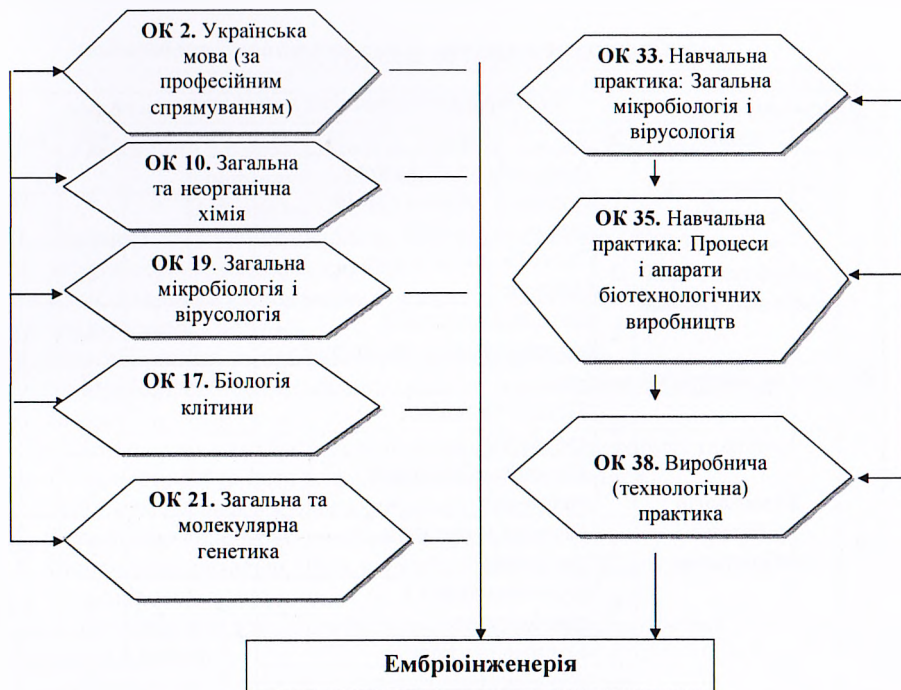 ОК 2. Українська
мова (за
професійним
спрямуванням)
ОК 10. Загальна
та неорганічна
хімія
ОК 19. Загальна
мікробіологія і
вірусологія
ОК 17. Біологія
клітини
ОК 21. Загальна та
молекулярна
генетика
ОК 33. Навчальна
практика: Загальна
мікробіологія і
вірусологія
ОК 35. Навчальна
практика: Процеси
і апарати
біотехнологічних
виробництв
ОК 38. Виробнича
(технологічна)
практика
Ембріоінженерія